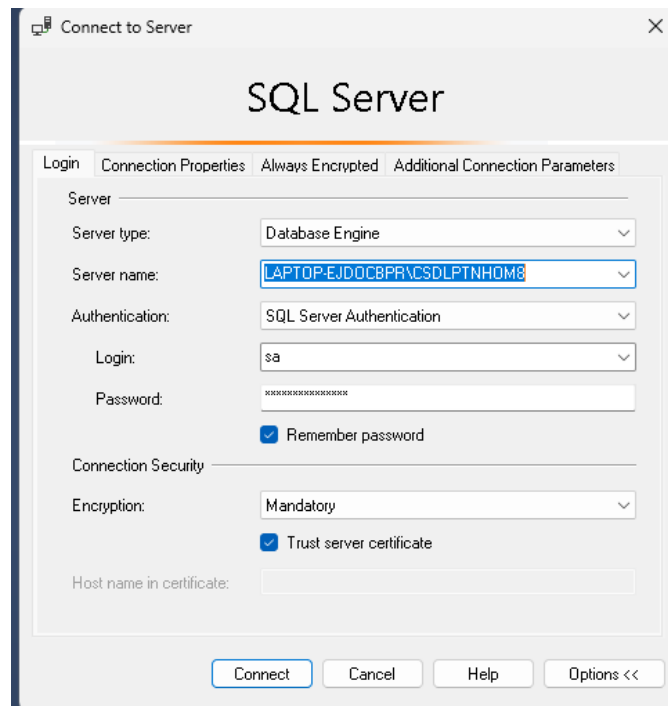 Connect to Server
SQL Server
Login Connection Properties Always Encrypted Additional Connection Parameters
Server
Server type: Database Engine
Server name: LAPTOP-EJDOCBPR\CSDLPTNHOM8
Authentication: SQL Server Authentication
Login: sa
Password: **************
Remember password
Connection Security
Encryption: Mandatory
Trust server certificate
Host name in certificate:
Connect Cancel Help Options <<